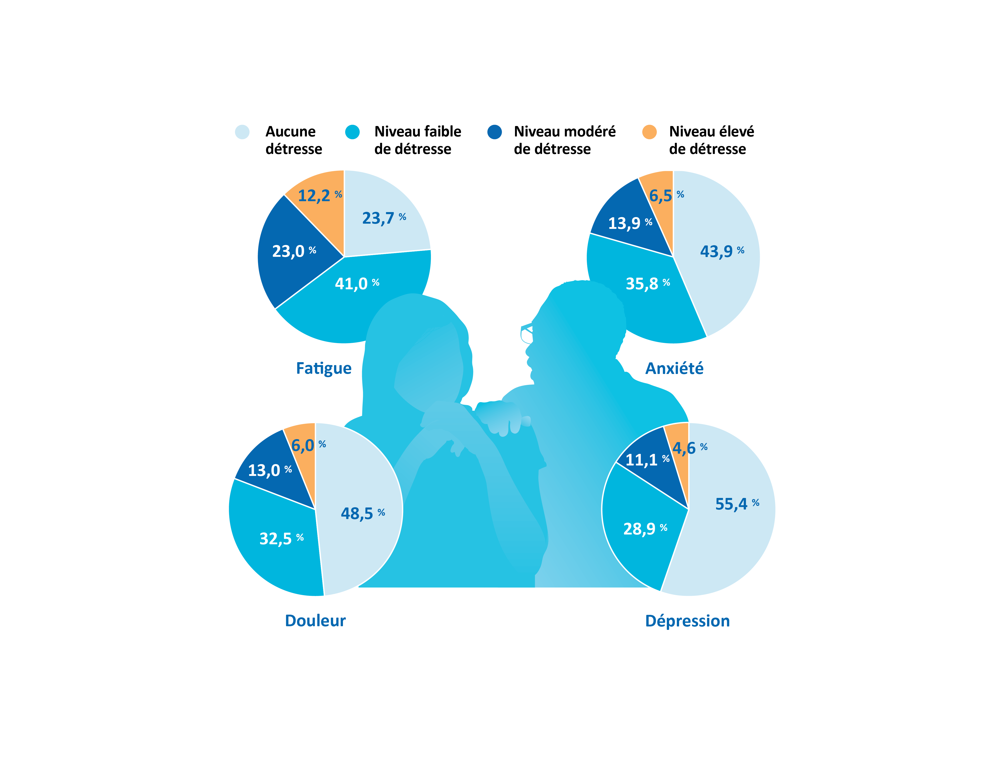 Aucune
détresse
Niveau faible
de détresse
Niveau modéré
de détresse
Niveau élevé
de détresse
12,2 %
23,7 %
23,0 %
41,0 %
Fatigue
6,5 %
13,9 %
43,9 %
35,8 %
Anxiété
6,0 %
13,0 %
48,5 %
32,5 %
Douleur
4,6 %
11,1 %
55,4 %
28,9 %
Dépression